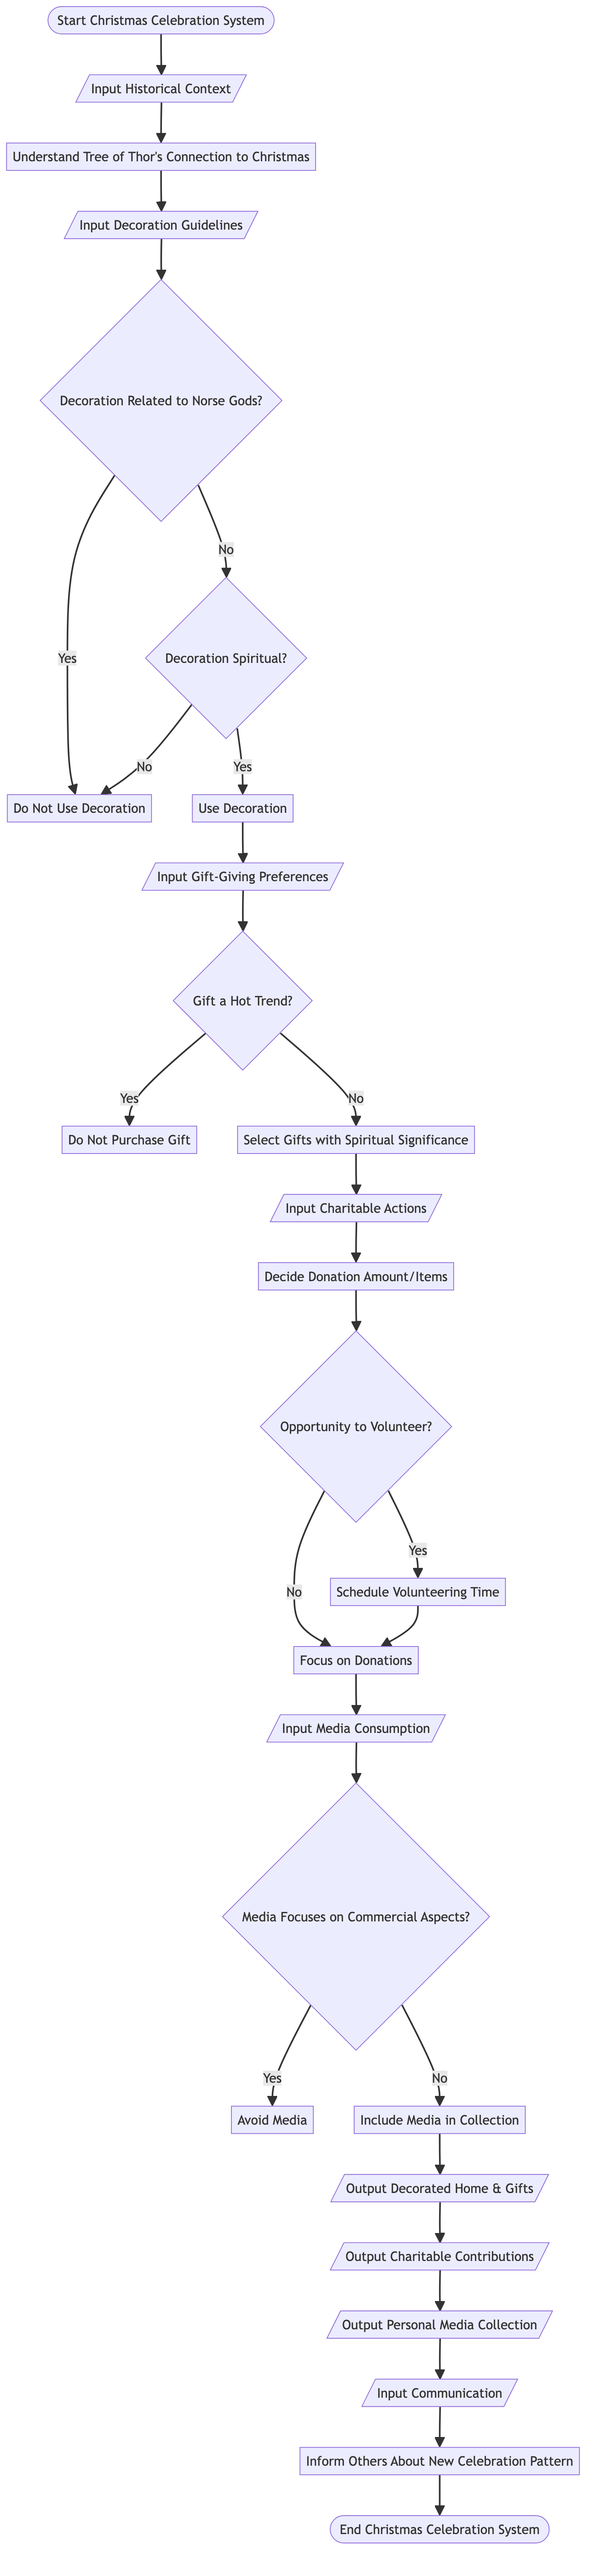 Start Christmas Celebration System
Input Historical Context
Understand Tree of Thor's Connection to Christmas
Input Decoration Guidelines
Decoration Related to Norse Gods?
No
Decoration Spiritual?
Yes
No
Yes
Do Not Use Decoration
Use Decoration
Input Gift-Giving Preferences
Gift a Hot Trend?
Yes
No
Do Not Purchase Gift
Select Gifts with Spiritual Significance
Input Charitable Actions
Decide Donation Amount/Items
Opportunity to Volunteer?
Yes
No
Schedule Volunteering Time
Focus on Donations
Input Media Consumption
Media Focuses on Commercial Aspects?
Yes
No
Avoid Media
Include Media in Collection
Output Decorated Home & Gifts
Output Charitable Contributions
Output Personal Media Collection
Input Communication
Inform Others About New Celebration Pattern
End Christmas Celebration System